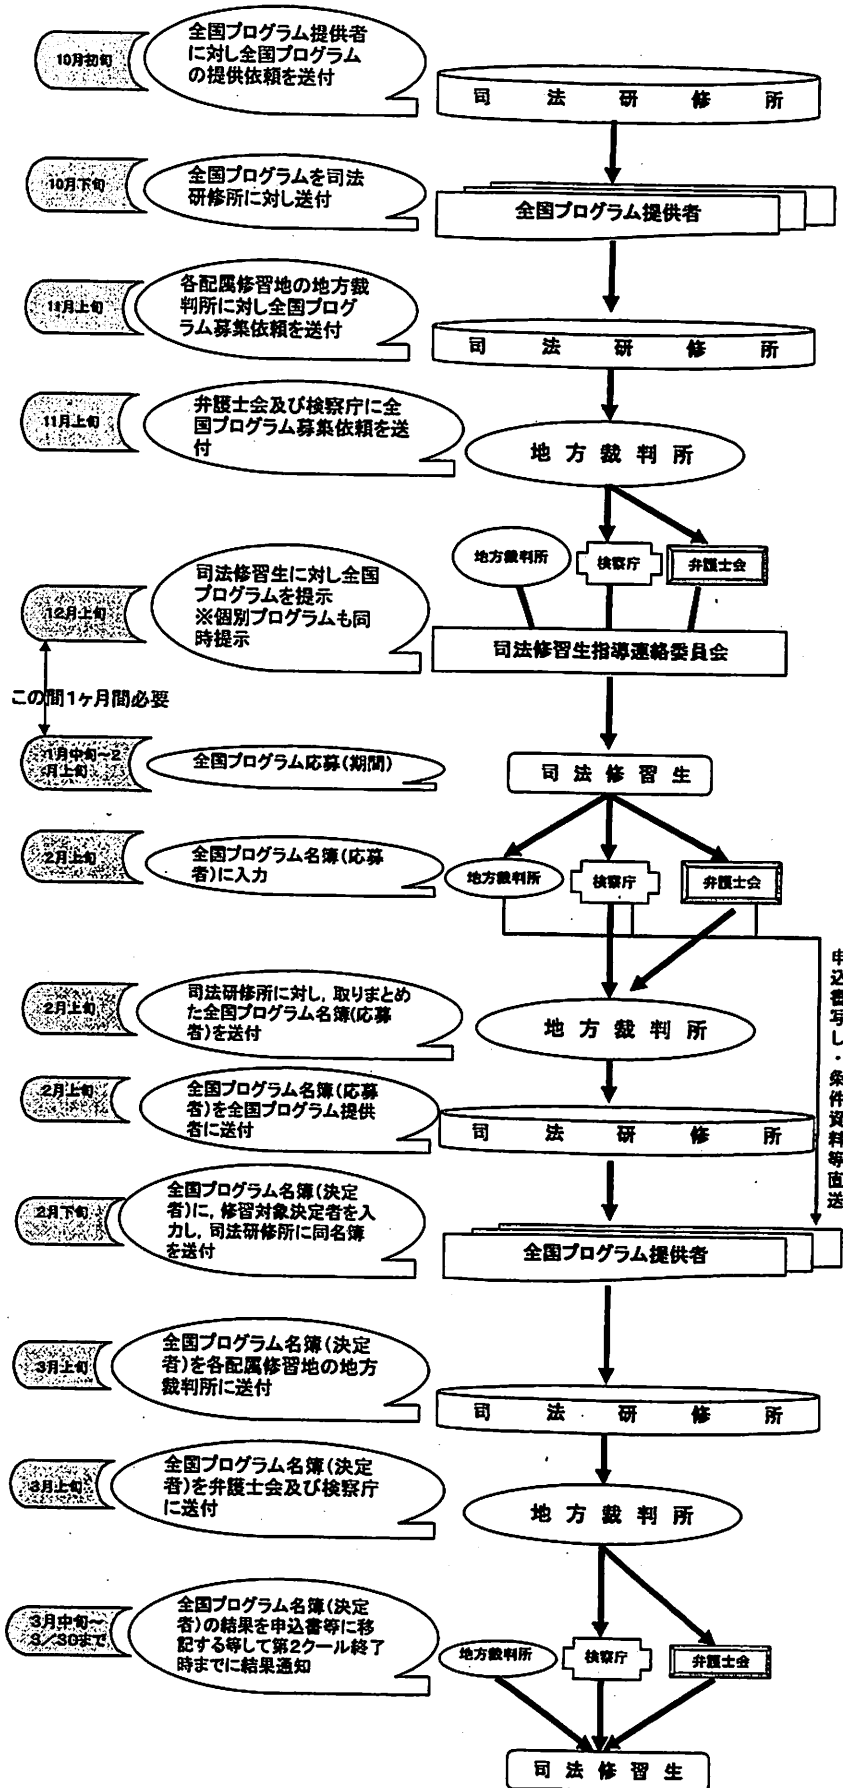 10月初旬
全国プログラム提供者
に対し全国プログラム
の提供依頼を送付
司法研修所
10月下旬
全国プログラムを司法
研修所に対し送付
全国プログラム提供者
11月上旬
各配属修習地の地方裁
判所に対し全国プログ
ラム募集依頼を送付
司法研修所
11月上旬
弁護士会及び検察庁に全
国プログラム募集依頼を送
付
地方裁判所
地方裁判所
検察庁
弁護士会
12月上旬
司法修習生に対し全国
プログラムを提示
※個別プログラムも同
時提示
司法修習生指導連絡委員会
この間1ヶ月間必要
1月中旬~2
月上旬
全国プログラム応募(期間)
司法修習生
2月上旬
全国プログラム名簿(応募
者)に入力
地方裁判所
検察庁
弁護士会
申込書写し・条件資料等直送
2月上旬
司法研修所に対し,取りまとめ
た全国プログラム名簿(応募
者)を送付
地方裁判所
2月上旬
全国プログラム名簿(応募
者)を全国プログラム提供
者に送付
司法研修所
2月下旬
全国プログラム名簿(決定
者)に,修習対象決定者を入
力し,司法研修所に同名簿
を送付
全国プログラム提供者
3月上旬
全国プログラム名簿(決定
者)を各配属修習地の地方
裁判所に送付
司法研修所
3月上旬
全国プログラム名簿(決定
者)を弁護士会及び検察庁
に送付
地方裁判所
3月中旬~
3/30まで
全国プログラム名簿(決定
者)の結果を申込書等に移
記する等して第2クール終了
時までに結果通知
地方裁判所
検察庁
弁護士会
司法修習生